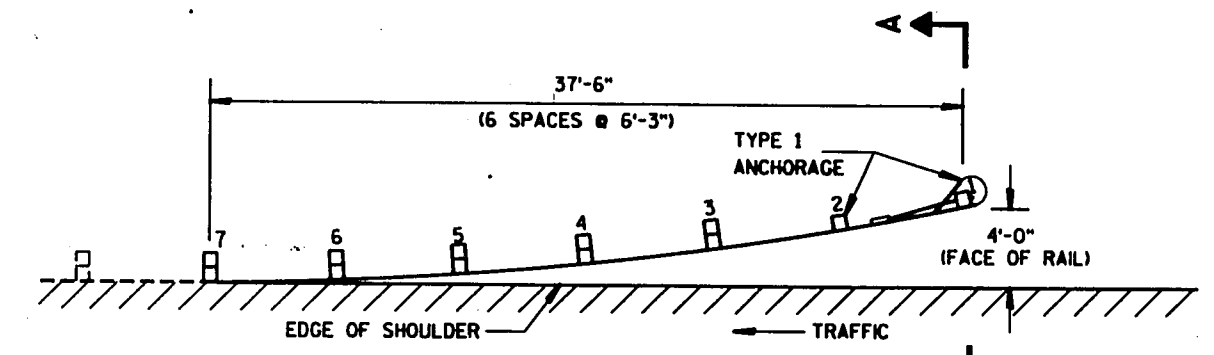 A
37'-6"
(6 SPACES @ 6'-3")
TYPE 1
ANCHORAGE
7
6
5
4
3
2
4'-0"
(FACE OF RAIL)
EDGE OF SHOULDER
TRAFFIC